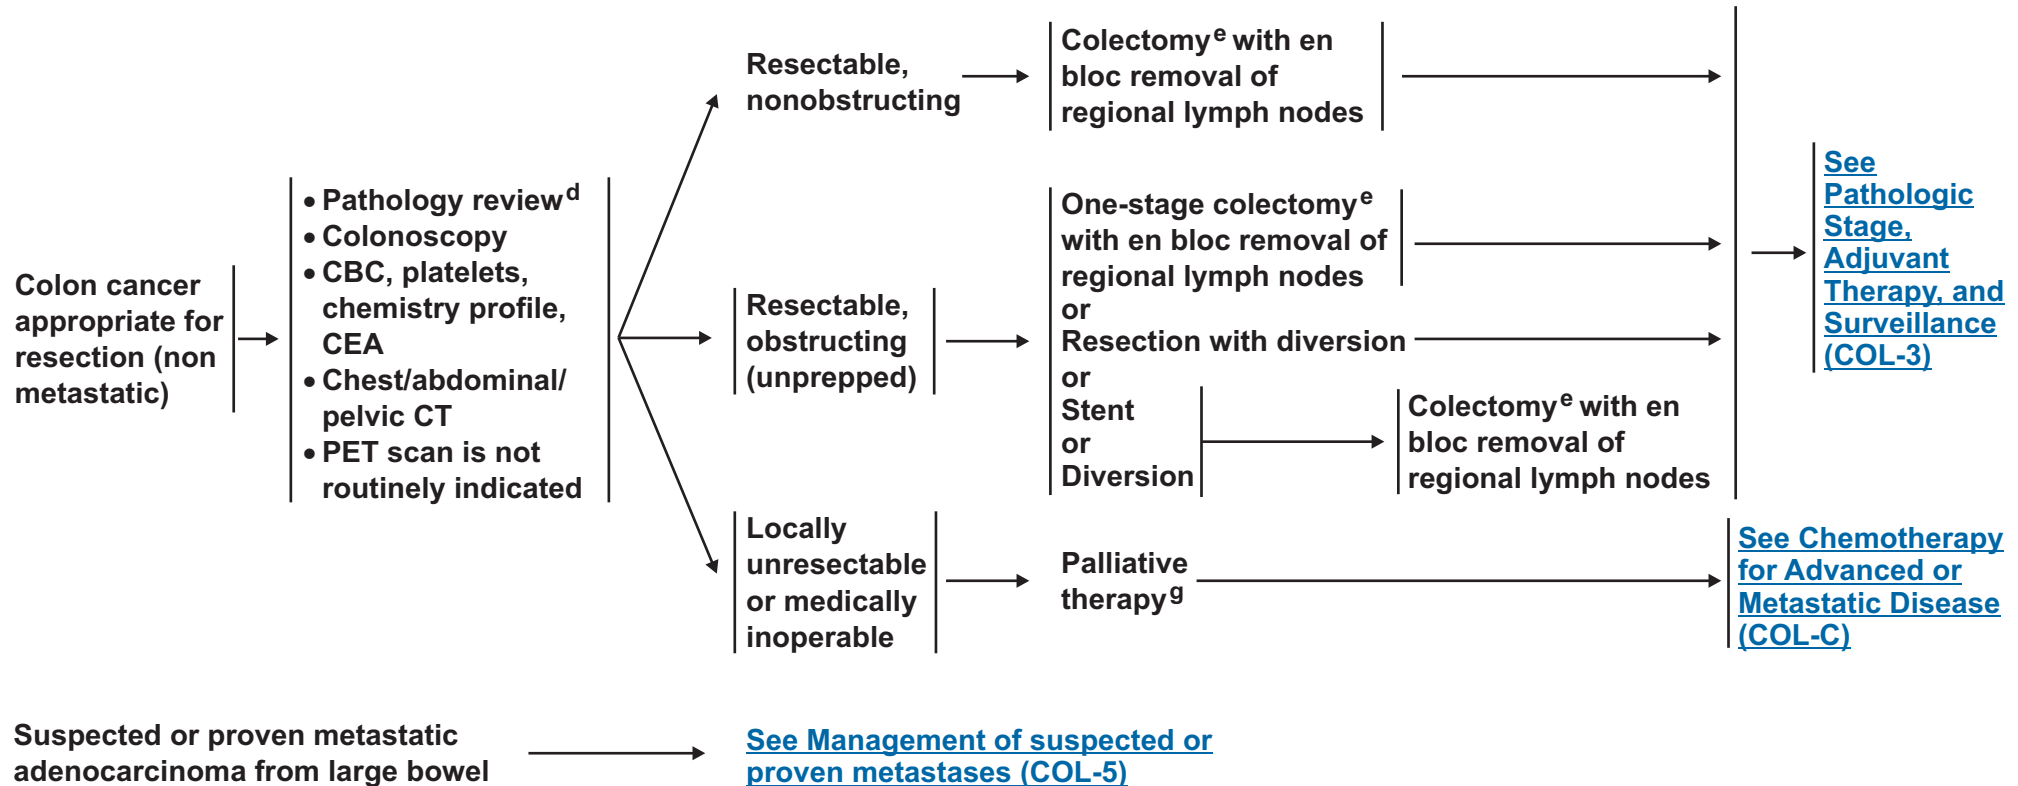 Colon cancer
appropriate for
resection (non
metastatic)
• Pathology reviewd
• Colonoscopy
• CBC, platelets,
chemistry profile,
CEA
• Chest/abdominal/
pelvic CT
• PET scan is not
routinely indicated
Resectable,
nonobstructing
Colectomye with en
bloc removal of
regional lymph nodes
Resectable,
obstructing
(unprepped)
One-stage colectomye
with en bloc removal of
regional lymph nodes
or
Resection with diversion
or
Stent
or
Diversion
Colectomye with en
bloc removal of
regional lymph nodes
See
Pathologic
Stage,
Adjuvant
Therapy, and
Surveillance
(COL-3)
Locally
unresectable
or medically
inoperable
Palliative
therapyg
See Chemotherapy
for Advanced or
Metastatic Disease
(COL-C)
Suspected or proven metastatic
adenocarcinoma from large bowel
See Management of suspected or
proven metastases (COL-5)